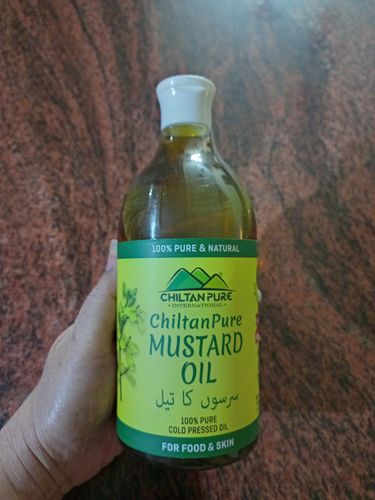 100% PURE & NATURAL
CHILTAN PURE
INTERNATIONAL
ChiltanPure
MUSTARD
OIL
سرسوں کا تیل
100% PURE
COLD PRESSED OIL
FOR FOOD & SKIN